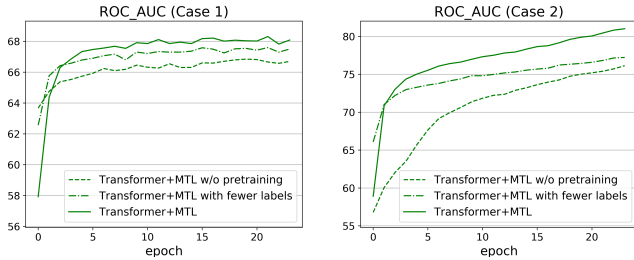 ROC_AUC (Case 1)
68
66
64
62
60
58
56
0 5 10 15 20
epoch
Transformer+MTL w/o pretraining
Transformer+MTL with fewer labels
Transformer+MTL
ROC_AUC (Case 2)
80
75
70
65
60
55
0 5 10 15 20
epoch
Transformer+MTL w/o pretraining
Transformer+MTL with fewer labels
Transformer+MTL